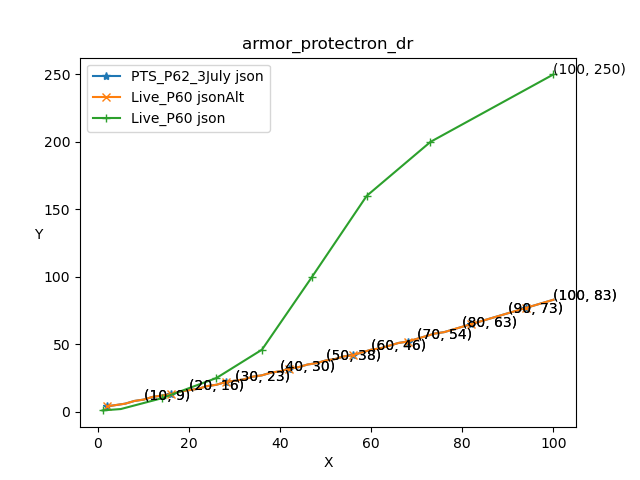 armor_protectron_dr
PTS_P62_3July json
Live_P60 jsonAlt
Live_P60 json
(100, 250)
250
200
150
Y
100
50
0
(100, 83)
(90, 73)
(80, 63)
(70, 54)
(60, 46)
(50, 38)
(40, 30)
(30, 23)
(20, 16)
(10, 9)
0 20 40 60 80 100
X